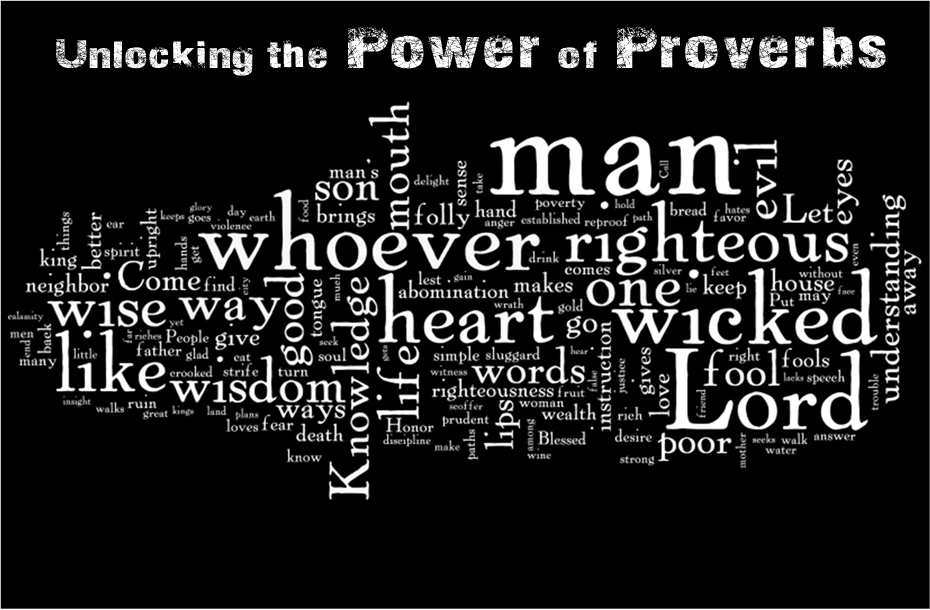 Unlocking the Power of Proverbs
man
mouth
man's
son
brings
delight
sense
take
Call
evil
eyes
poverty
hold
hand
anger
established
reproof
path
bread
hates
favor
Let
folly
food
glory
keeps
goes
day
earth
violence
things
better
ear
upright
whoever
righteous
understanding
away
even
king
spirit
hands
get
neighbor
Come
find
city
good
tongue
much
Knowledge
lest
gain
abomination
drink
comes
makes
silver
feet
one
lie
keep
house
without
Put
may
face
wise
way
heart
wrath
gold
go
wicked
calamity
men
end
back
many
riches
yet
People
give
seek
soul
like
little
father
glad
eat
crooked
strife
turn
wisdom
life
gets
simple
sluggard
hear
witness
words
righteousness
fruit
false
instruction
justice
gives
love
Lord
fool
right
fools
lacks
speech
trouble
friend
insight
walks
ruin
great
kings
land
plans
ways
loves
fear
death
know
Honor
discipline
scoffer
woman
prudent
lips
wealth
rich
make
paths
among
Blessed
wine
desire
strong
poor
mother
seeks
walk
answer
water